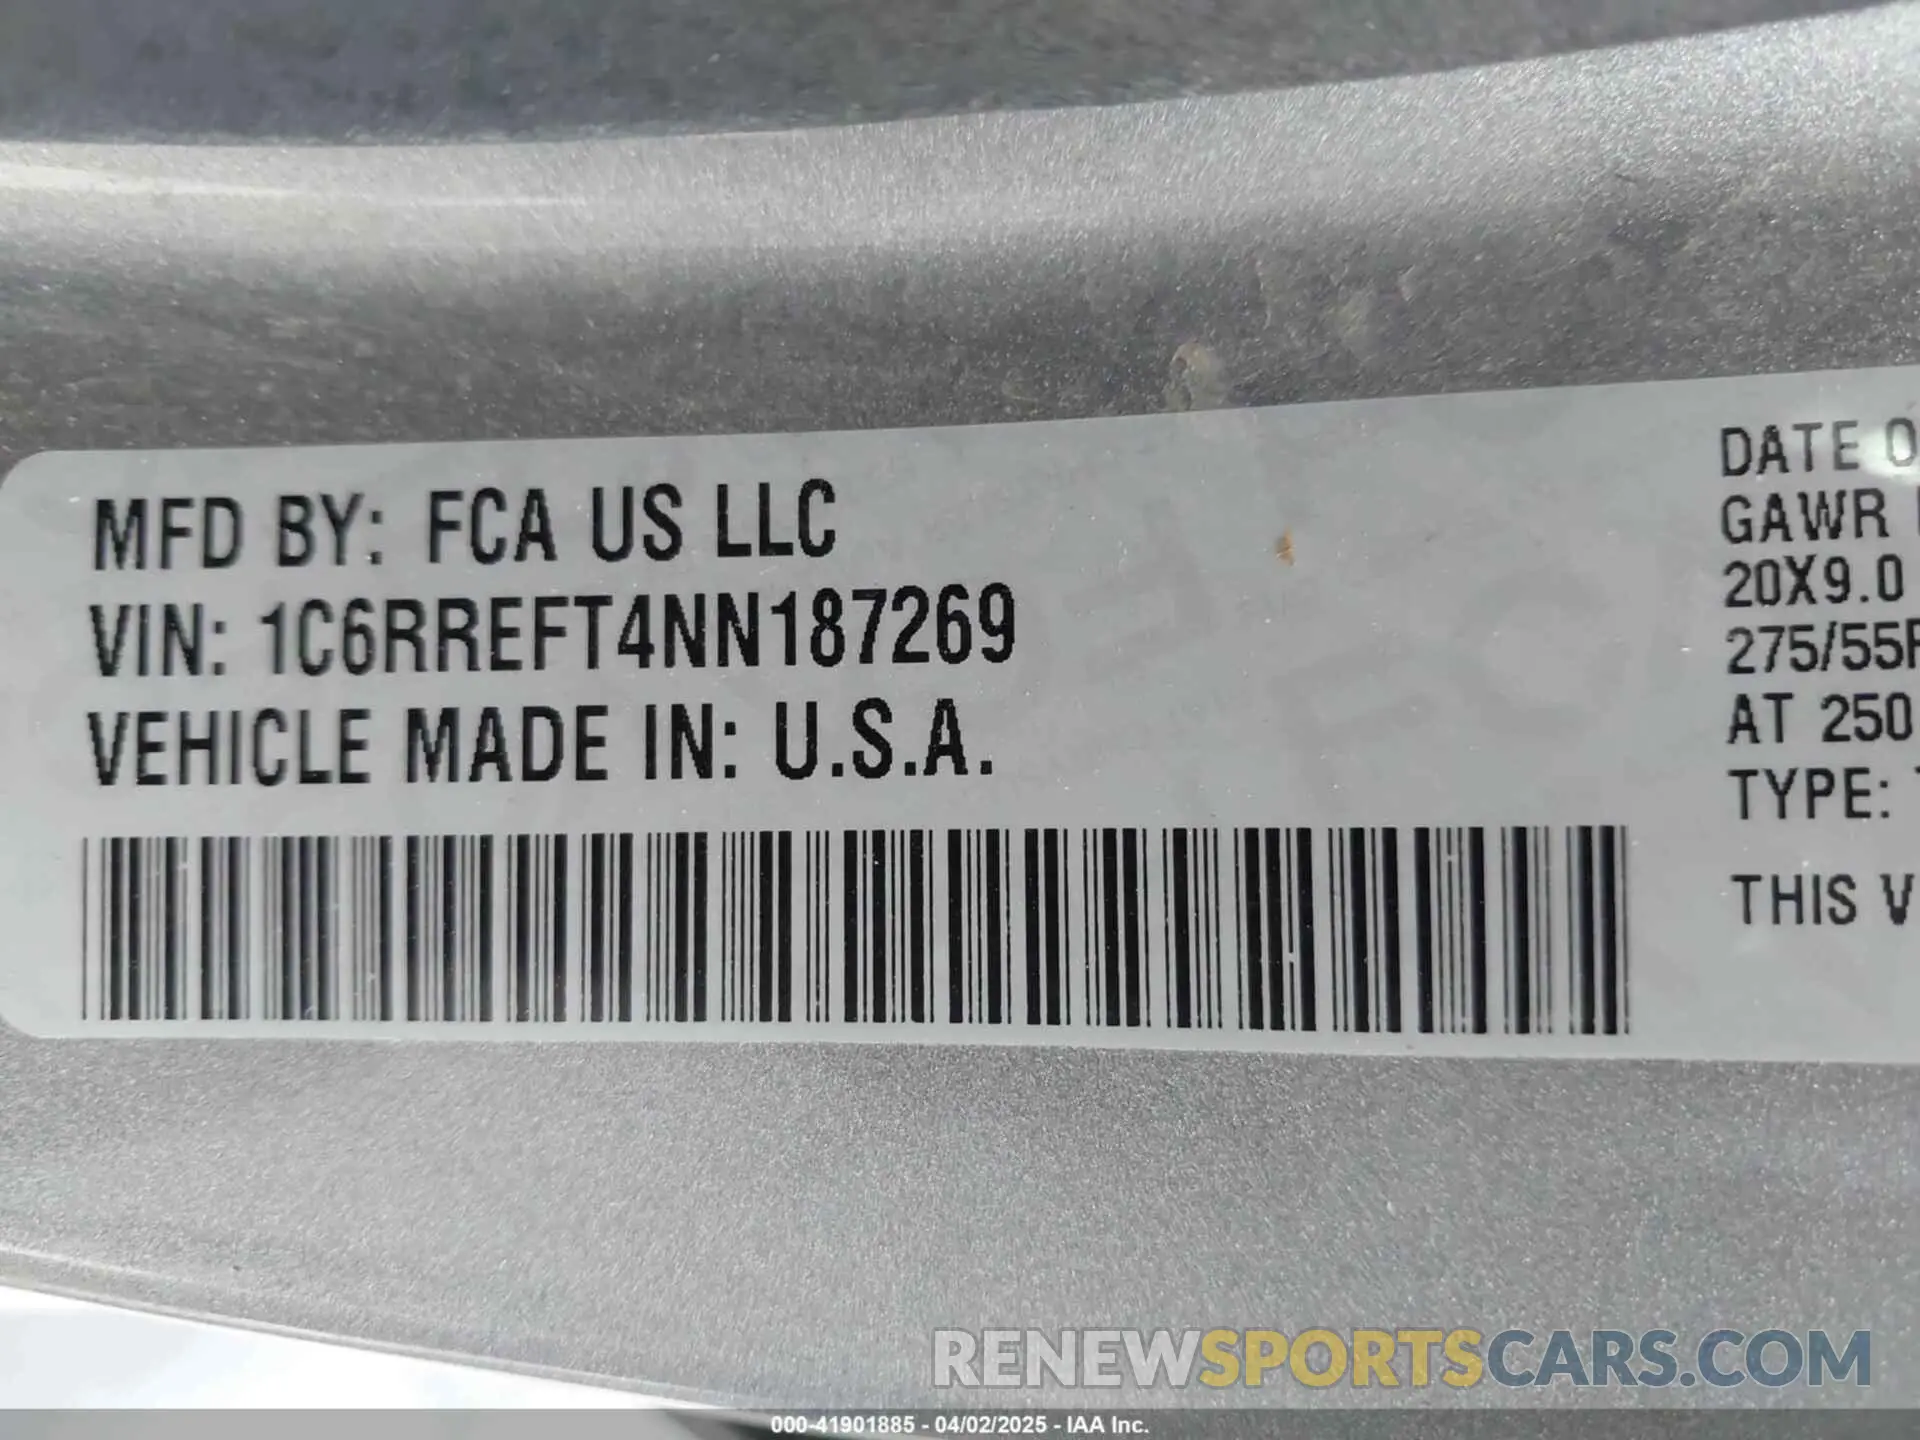 MFD BY: FCA US LLC
VIN: 1C6RREFT4NN187269
VEHICLE MADE IN: U.S.A.
DATE O
GAWR
20X9.0
275/55R
AT 250
TYPE: T
THIS V
RENEWSPORTSCARS.COM
000-41901885 - 04/02/2025 - IAA Inc.